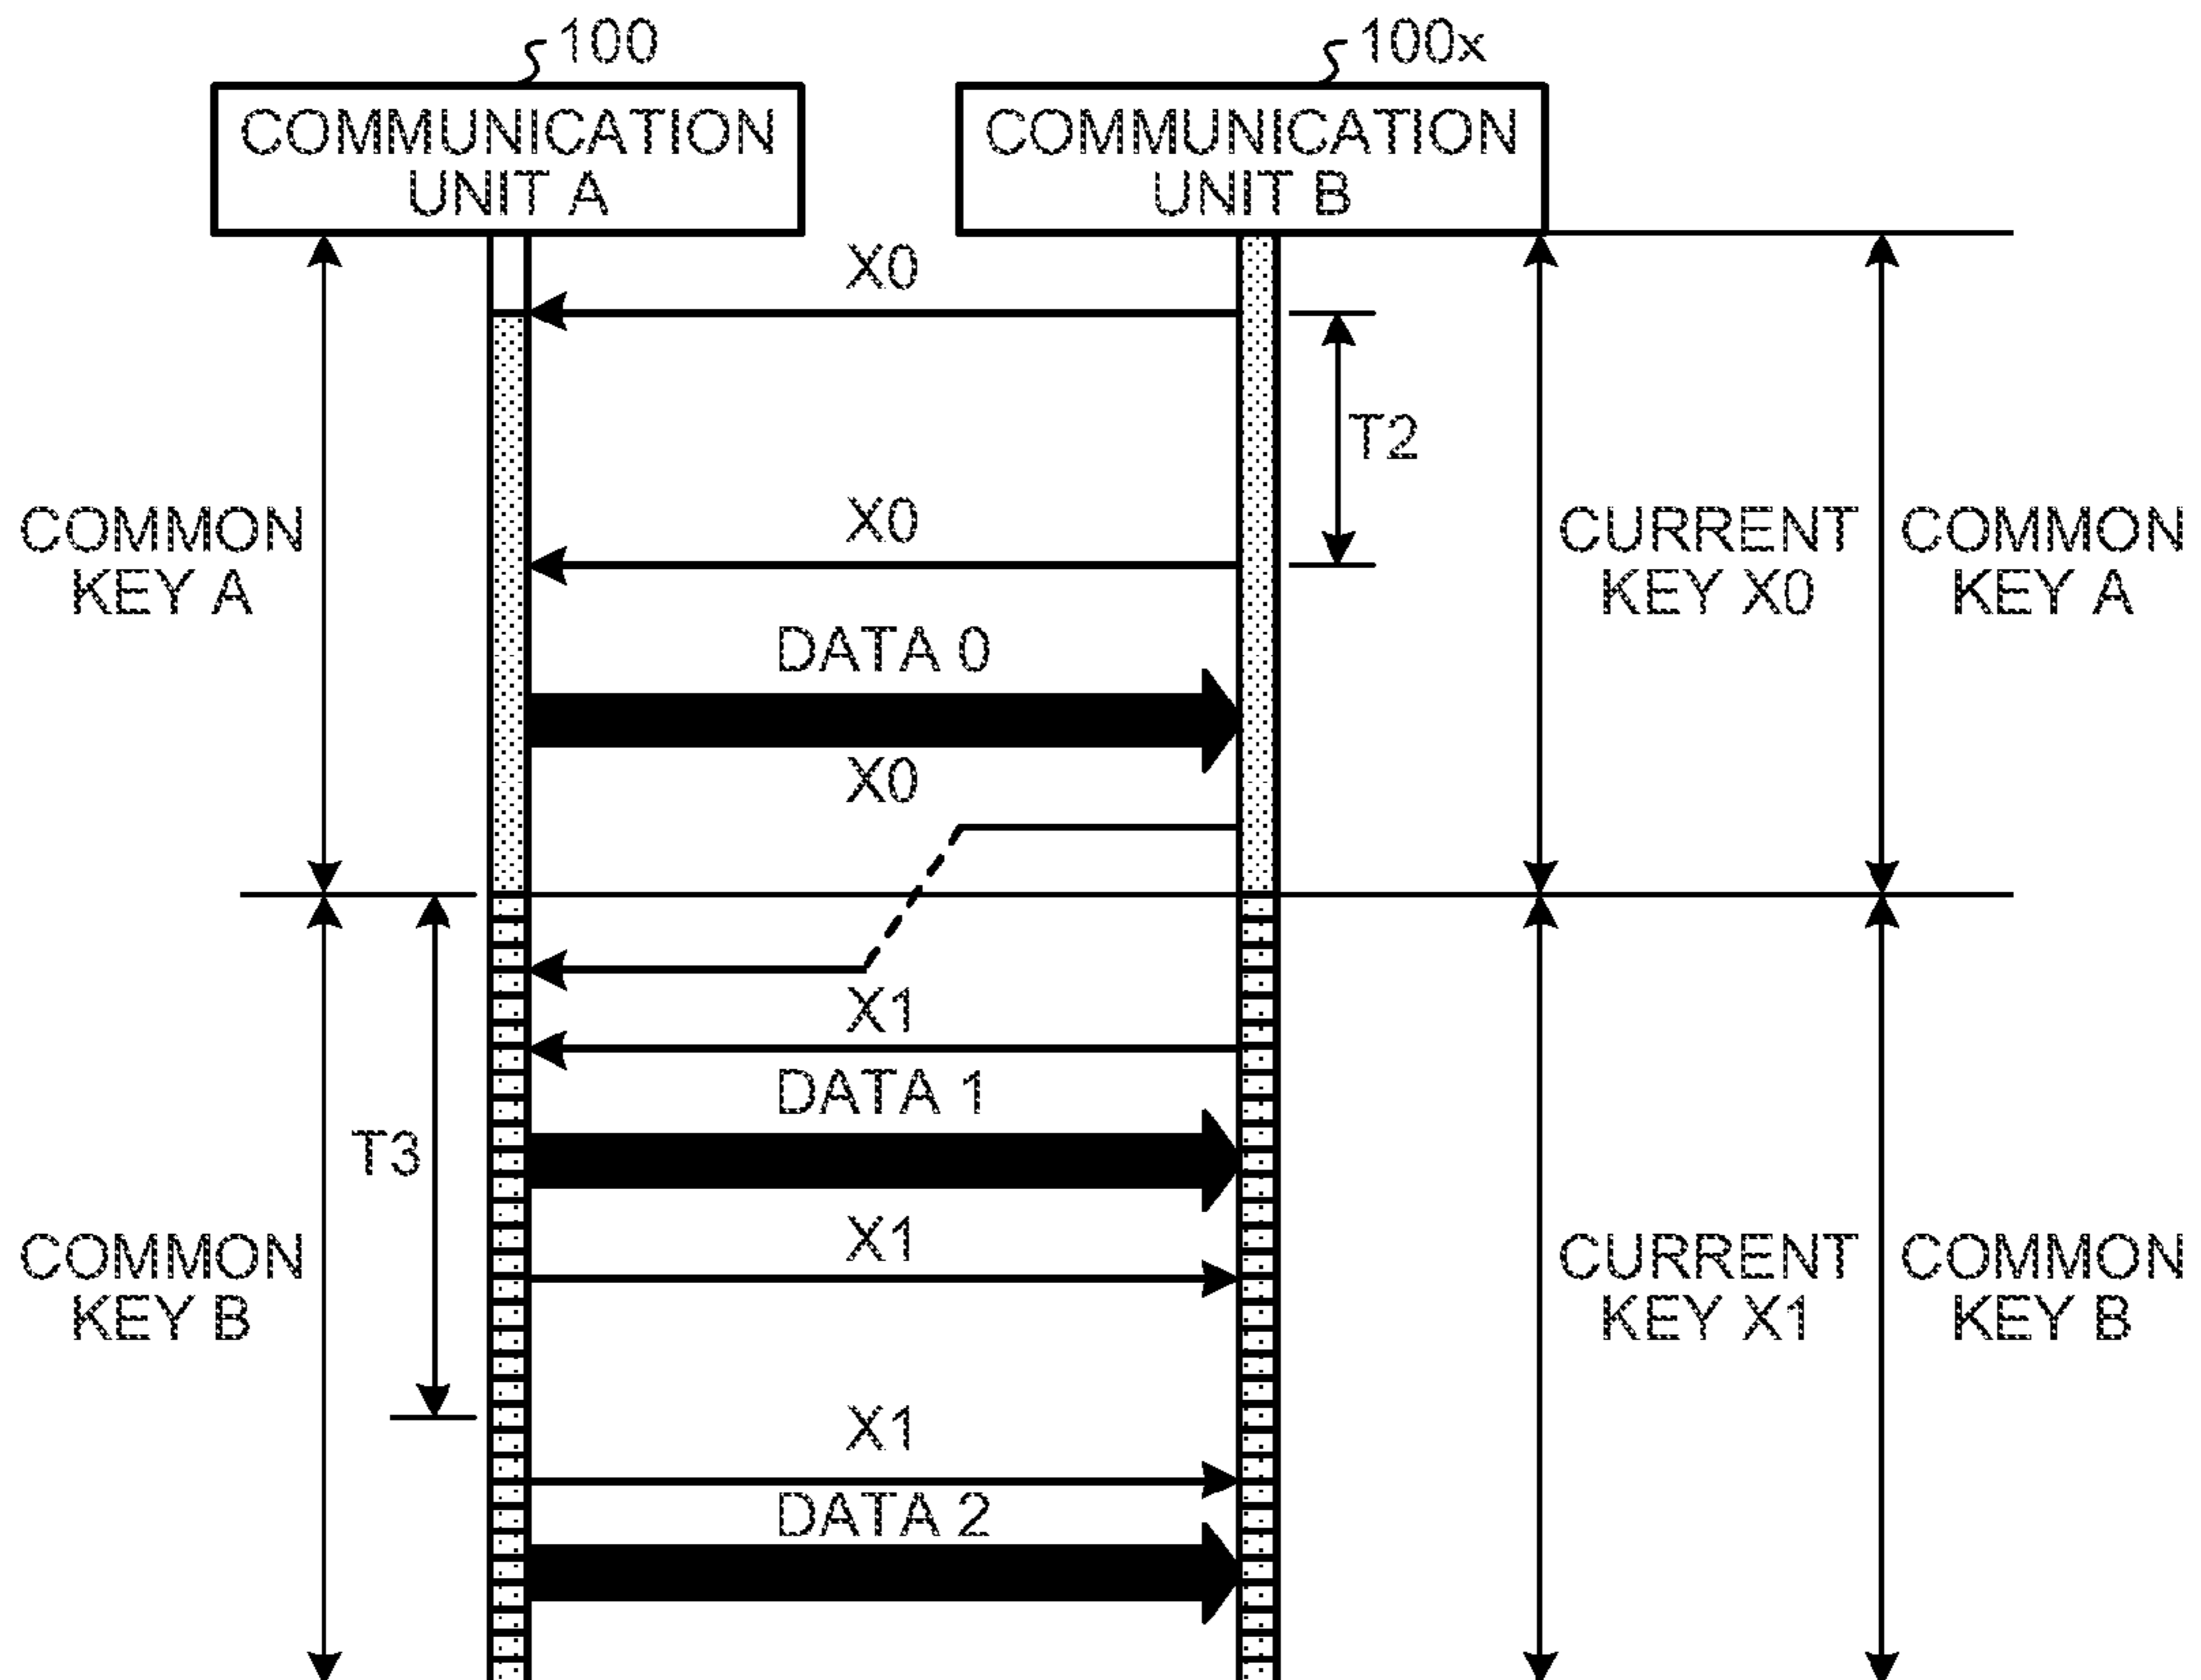 100
100x
COMMUNICATION
UNIT A
COMMUNICATION
UNIT B
X0
T2
X0
COMMON
KEY A
CURRENT
KEY X0
COMMON
KEY A
DATA 0
X0
X1
DATA 1
T3
X1
COMMON
KEY B
CURRENT
KEY X1
COMMON
KEY B
X1
DATA 2